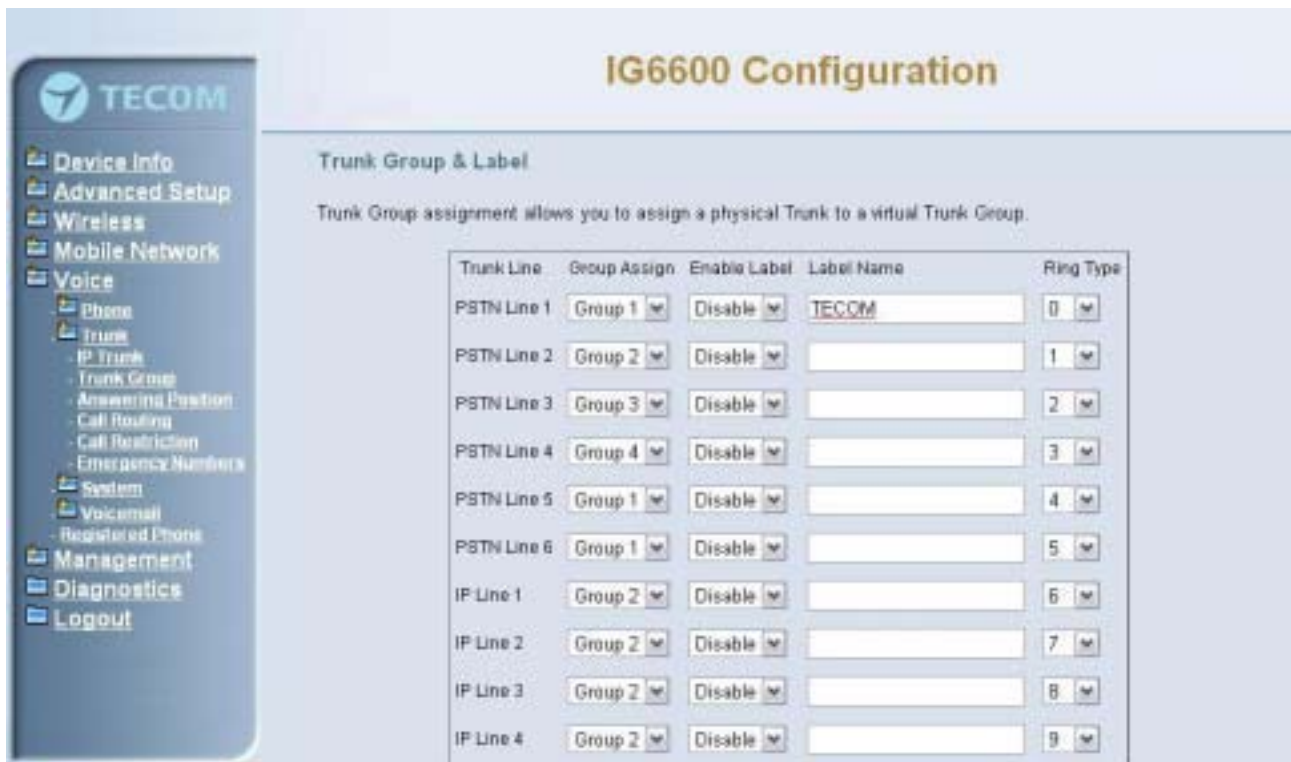 IG6600 Configuration
TECOM
Device Info
Advanced Setup
Wireless
Mobile Network
Voice
Phone
Trunk
- IP Trunk
- Trunk Group
- Answering Position
- Call Routing
- Call Restriction
- Emergency Numbers
System
Voicemail
- Registered Phone
Management
Diagnostics
Logout
Trunk Group & Label
Trunk Group assignment allows you to assign a physical Trunk to a virtual Trunk Group.
Trunk Line Group Assign Enable Label Label Name Ring Type
PSTN Line 1 Group 1 Disable TECOM 0
PSTN Line 2 Group 2 Disable 1
PSTN Line 3 Group 3 Disable 2
PSTN Line 4 Group 4 Disable 3
PSTN Line 5 Group 1 Disable 4
PSTN Line 6 Group 1 Disable 5
IP Line 1 Group 2 Disable 6
IP Line 2 Group 2 Disable 7
IP Line 3 Group 2 Disable 8
IP Line 4 Group 2 Disable 9